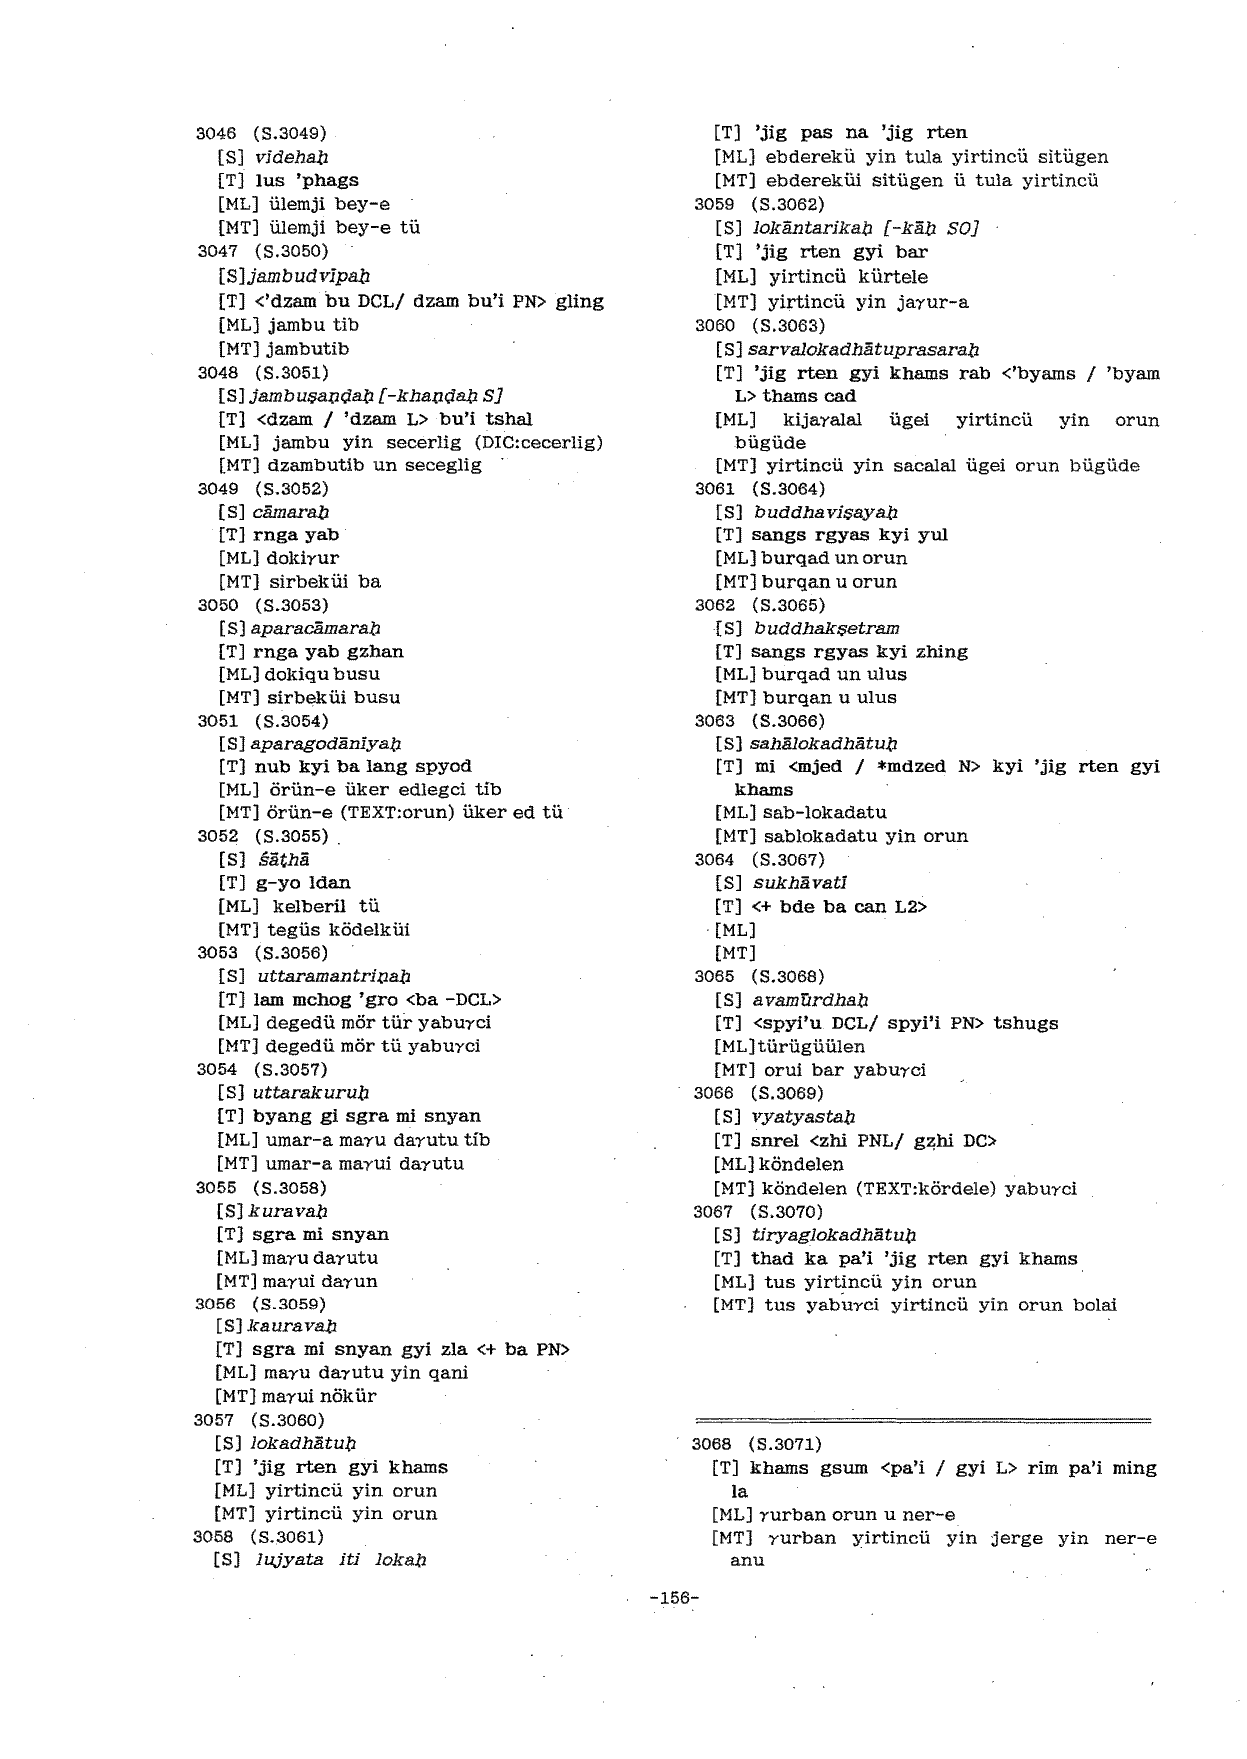 3046 (S.3049)
[S] videhaḥ
[T] lus 'phags
[ML] ülemji bey-e
[MT] ülemji bey-e tü
3047 (S.3050)
[S] jambudvīpaḥ
[T] <'dzam bu DCL/ dzam bu'i PN> gling
[ML] jambu tib
[MT] jambutib
3048 (S.3051)
[S] jambuṣaṇḍaḥ [-khaṇḍaḥ S]
[T] <dzam / 'dzam L> bu'i tshal
[ML] jambu yin secerlig (DIC:cecerlig)
[MT] dzambutib un seceglig
3049 (S.3052)
[S] cāmaraḥ
[T] rnga yab
[ML] dokiγur
[MT] sirbeküi ba
3050 (S.3053)
[S] aparacāmaraḥ
[T] rnga yab gzhan
[ML] dokiqu busu
[MT] sirbeküi busu
3051 (S.3054)
[S] aparagodānīyaḥ
[T] nub kyi ba lang spyod
[ML] örün-e üker edlegci tib
[MT] örün-e (TEXT:orun) üker ed tü
3052 (S.3055)
[S] śāṭhā
[T] g-yo ldan
[ML] kelberil tü
[MT] tegüs ködelküi
3053 (S.3056)
[S] uttaramantriṇaḥ
[T] lam mchog 'gro <ba -DCL>
[ML] degedü mör tür yabuγci
[MT] degedü mör tü yabuγci
3054 (S.3057)
[S] uttarakuruḥ
[T] byang gi sgra mi snyan
[ML] umar-a maγu daγutu tib
[MT] umar-a maγui daγutu
3055 (S.3058)
[S] kuravaḥ
[T] sgra mi snyan
[ML] maγu daγutu
[MT] maγui daγun
3056 (S.3059)
[S] kauravaḥ
[T] sgra mi snyan gyi zla <+ ba PN>
[ML] maγu daγutu yin qani
[MT] maγui nökür
3057 (S.3060)
[S] lokadhātuḥ
[T] 'jig rten gyi khams
[ML] yirtincü yin orun
[MT] yirtincü yin orun
3058 (S.3061)
[S] lujyata iti lokaḥ
[T] 'jig pas na 'jig rten
[ML] ebderekü yin tula yirtincü sitügen
[MT] ebdereküi sitügen ü tula yirtincü
3059 (S.3062)
[S] lokāntarikaḥ [-kāḥ SO]
[T] 'jig rten gyi bar
[ML] yirtincü kürtele
[MT] yirtincü yin jaγur-a
3060 (S.3063)
[S] sarvalokadhātuprasaraḥ
[T] 'jig rten gyi khams rab <'byams / 'byam
L> thams cad
[ML] kijaγalal ügei yirtincü yin orun
bügüde
[MT] yirtincü yin sacalal ügei orun bügüde
3061 (S.3064)
[S] buddhaviṣayaḥ
[T] sangs rgyas kyi yul
[ML] burqad un orun
[MT] burqan u orun
3062 (S.3065)
[S] buddhakṣetram
[T] sangs rgyas kyi zhing
[ML] burqad un ulus
[MT] burqan u ulus
3063 (S.3066)
[S] sahālokadhātuḥ
[T] mi <mjed / *mdzed N> kyi 'jig rten gyi
khams
[ML] sab-lokadatu
[MT] sablokadatu yin orun
3064 (S.3067)
[S] sukhāvatī
[T] <+ bde ba can L2>
[ML]
[MT]
3065 (S.3068)
[S] avamūrdhaḥ
[T] <spyi'u DCL/ spyi'i PN> tshugs
[ML] türügüülen
[MT] orui bar yabuγci
3066 (S.3069)
[S] vyatyastaḥ
[T] snrel <zhi PNL/ gzhi DC>
[ML] köndelen
[MT] köndelen (TEXT:kördele) yabuγci
3067 (S.3070)
[S] tiryaglokadhātuḥ
[T] thad ka pa'i 'jig rten gyi khams
[ML] tus yirtincü yin orun
[MT] tus yabuγci yirtincü yin orun bolai
3068 (S.3071)
[T] khams gsum <pa'i / gyi L> rim pa'i ming
la
[ML] γurban orun u ner-e
[MT] γurban yirtincü yin jerge yin ner-e
anu
-156-